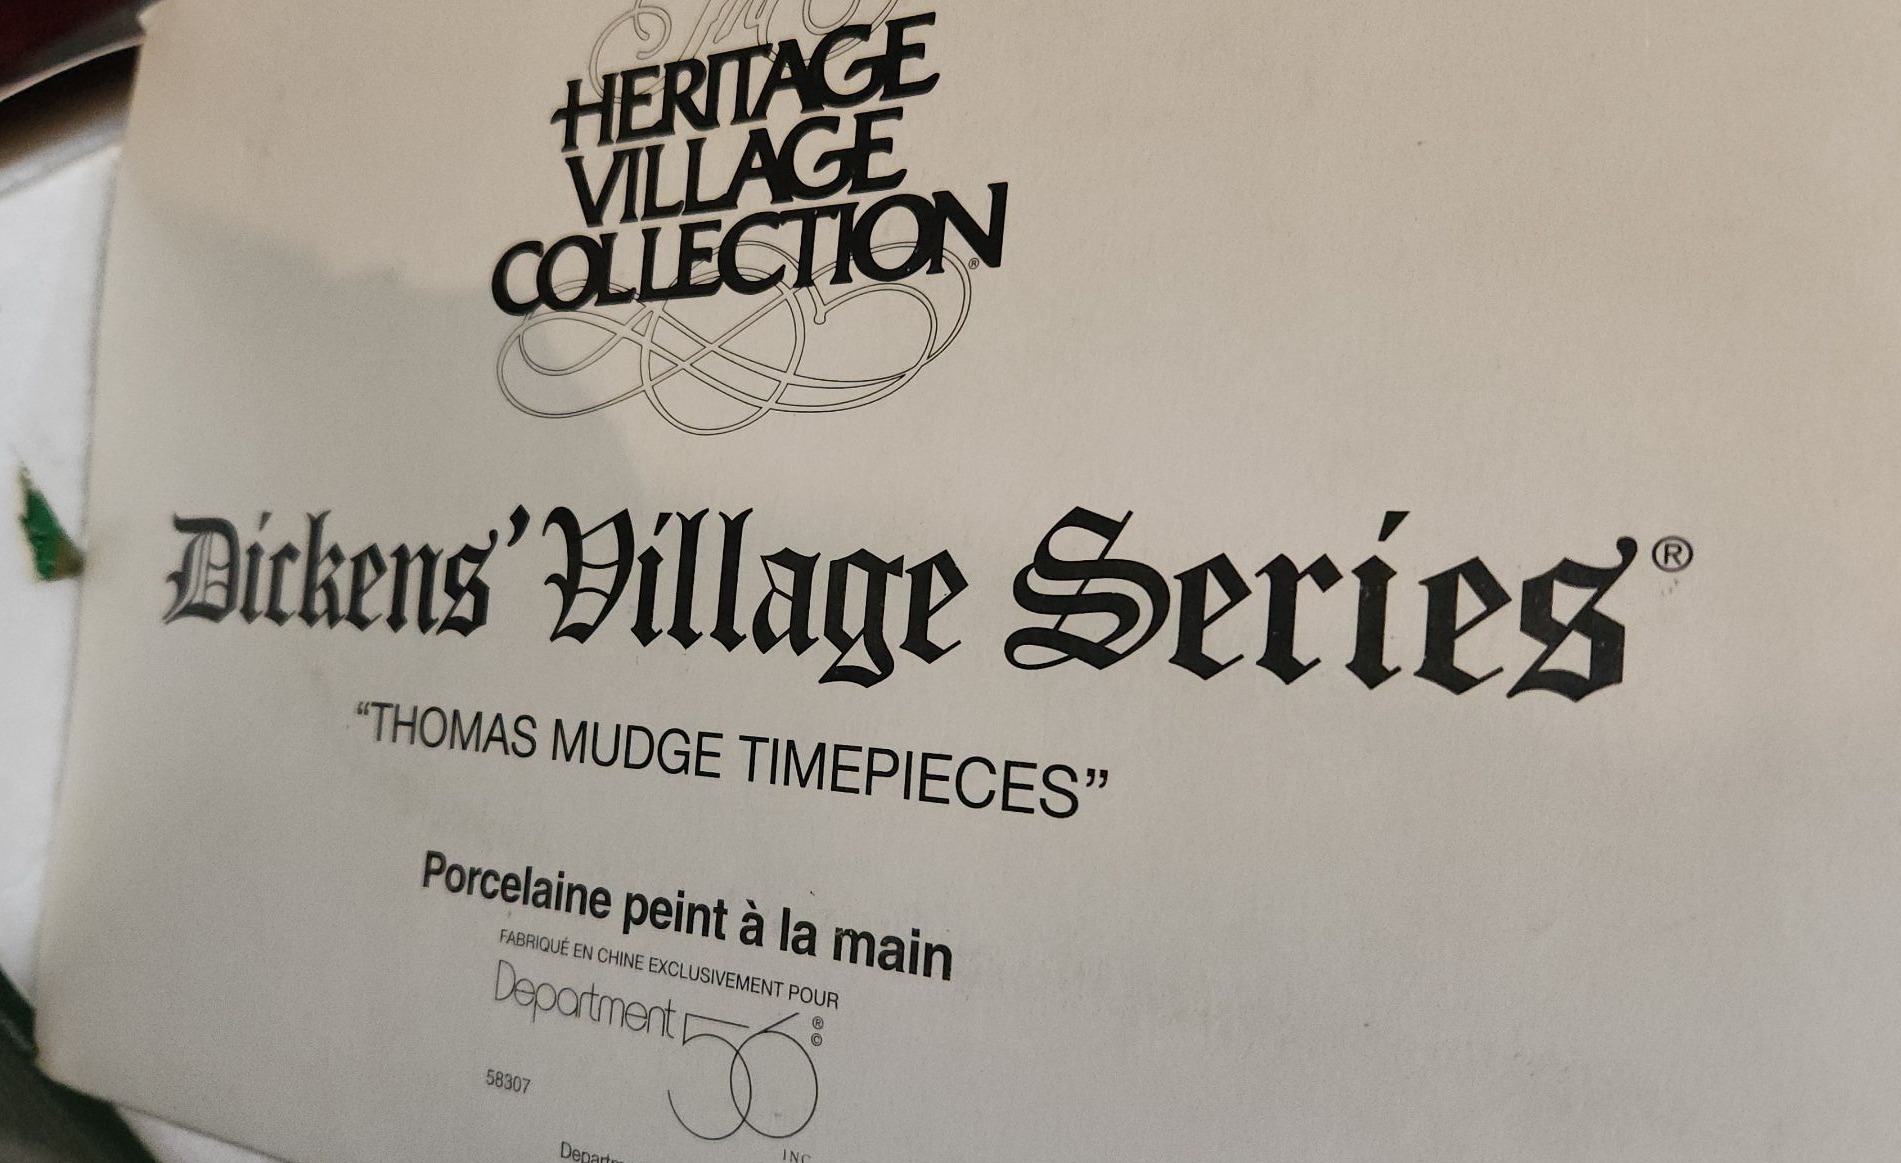 HERITAGE
VILLAGE
COLLECTION®
Dickens' Village Series®
“THOMAS MUDGE TIMEPIECES”
Porcelaine peint à la main
FABRIQUÉ EN CHINE EXCLUSIVEMENT POUR
Department 56®©
58307
INC